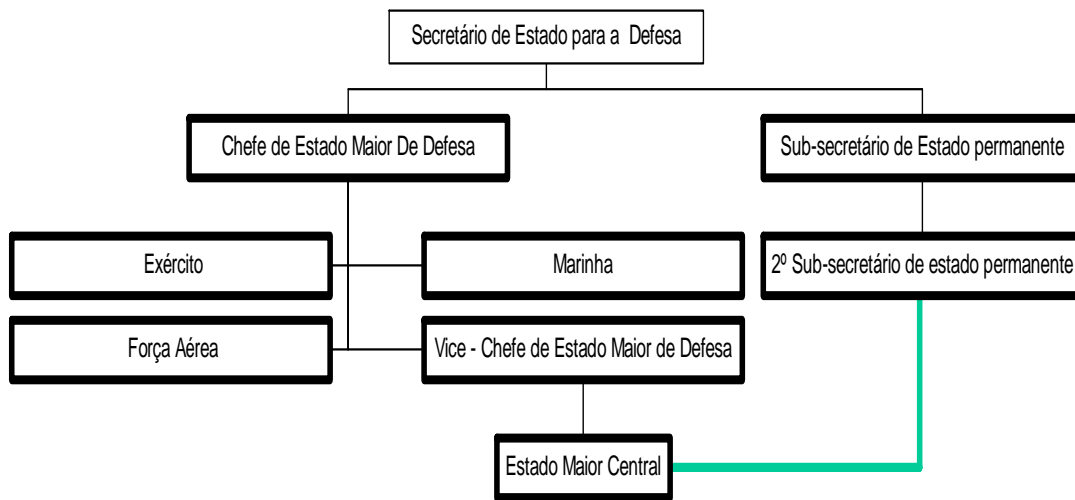 Secretário de Estado para a Defesa
Chefe de Estado Maior De Defesa
Sub-secretário de Estado permanente
Exército
Marinha
2º Sub-secretário de estado permanente
Força Aérea
Vice - Chefe de Estado Maior de Defesa
Estado Maior Central